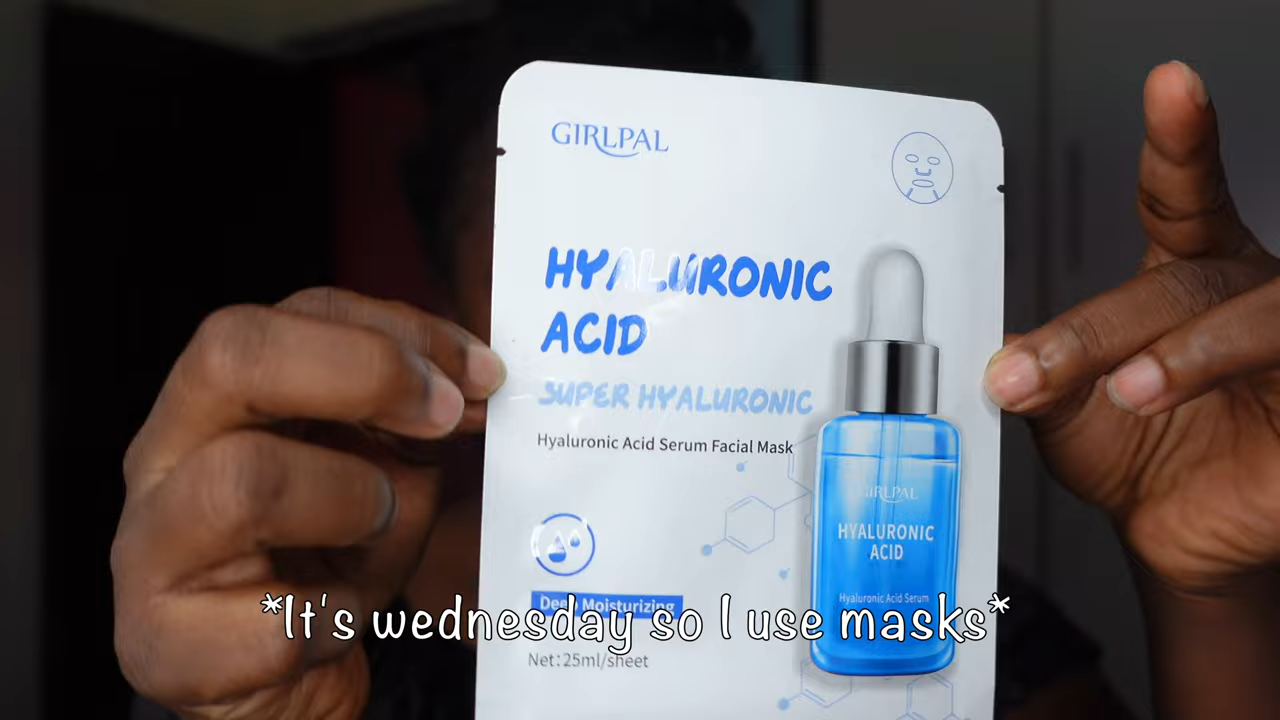 GIRLPAL
HYALURONIC
ACID
SUPER HYALURONIC
Hyaluronic Acid Serum Facial Mask
GIRLPAL
HYALURONIC
ACID
Hyaluronic Acid Serum
Deep Moisturizing
*It's wednesday so I use masks*
Net:25ml/sheet